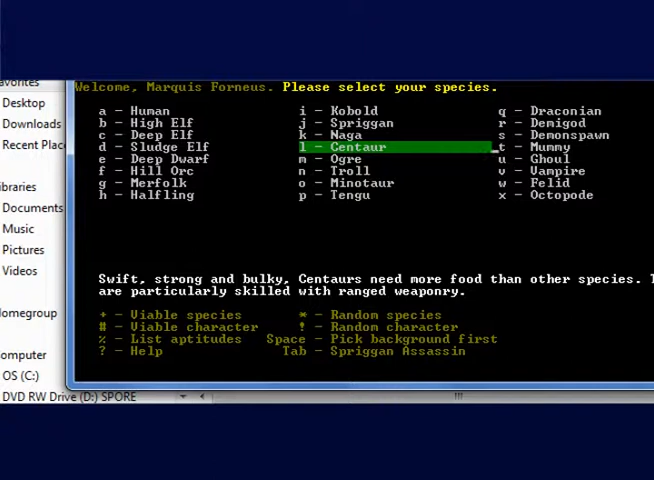 avorites
Welcome, Marquis Forneus. Please select your species.
Desktop
Downloads
Recent Plac
a - Human i - Kobold q - Draconian
b - High Elf j - Spriggan r - Demigod
c - Deep Elf k - Naga s - Demonspawn
d - Sludge Elf l - Centaur t - Mummy
e - Deep Dwarf m - Ogre u - Ghoul
f - Hill Orc n - Troll v - Vampire
g - Merfolk o - Minotaur w - Felid
h - Halfling p - Tengu x - Octopode
ibraries
Documents
Music
Pictures
Videos
Swift, strong and bulky, Centaurs need more food than other species.
are particularly skilled with ranged weaponry.
+ - Viable species * - Random species
# - Viable character ! - Random character
% - List aptitudes Space - Pick background first
? - Help Tab - Spriggan Assassin
omegroup
omputer
OS (C:)
DVD RW Drive (D:) SPORE